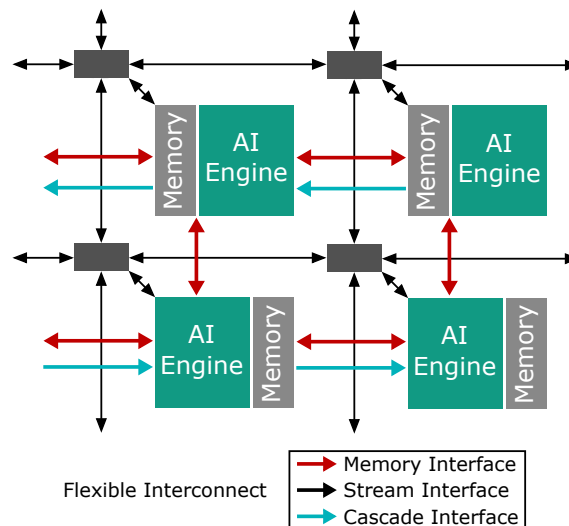 Memory
AI
Engine
Memory
AI
Engine
AI
Engine
Memory
AI
Engine
Memory
Flexible Interconnect
Memory Interface
Stream Interface
Cascade Interface